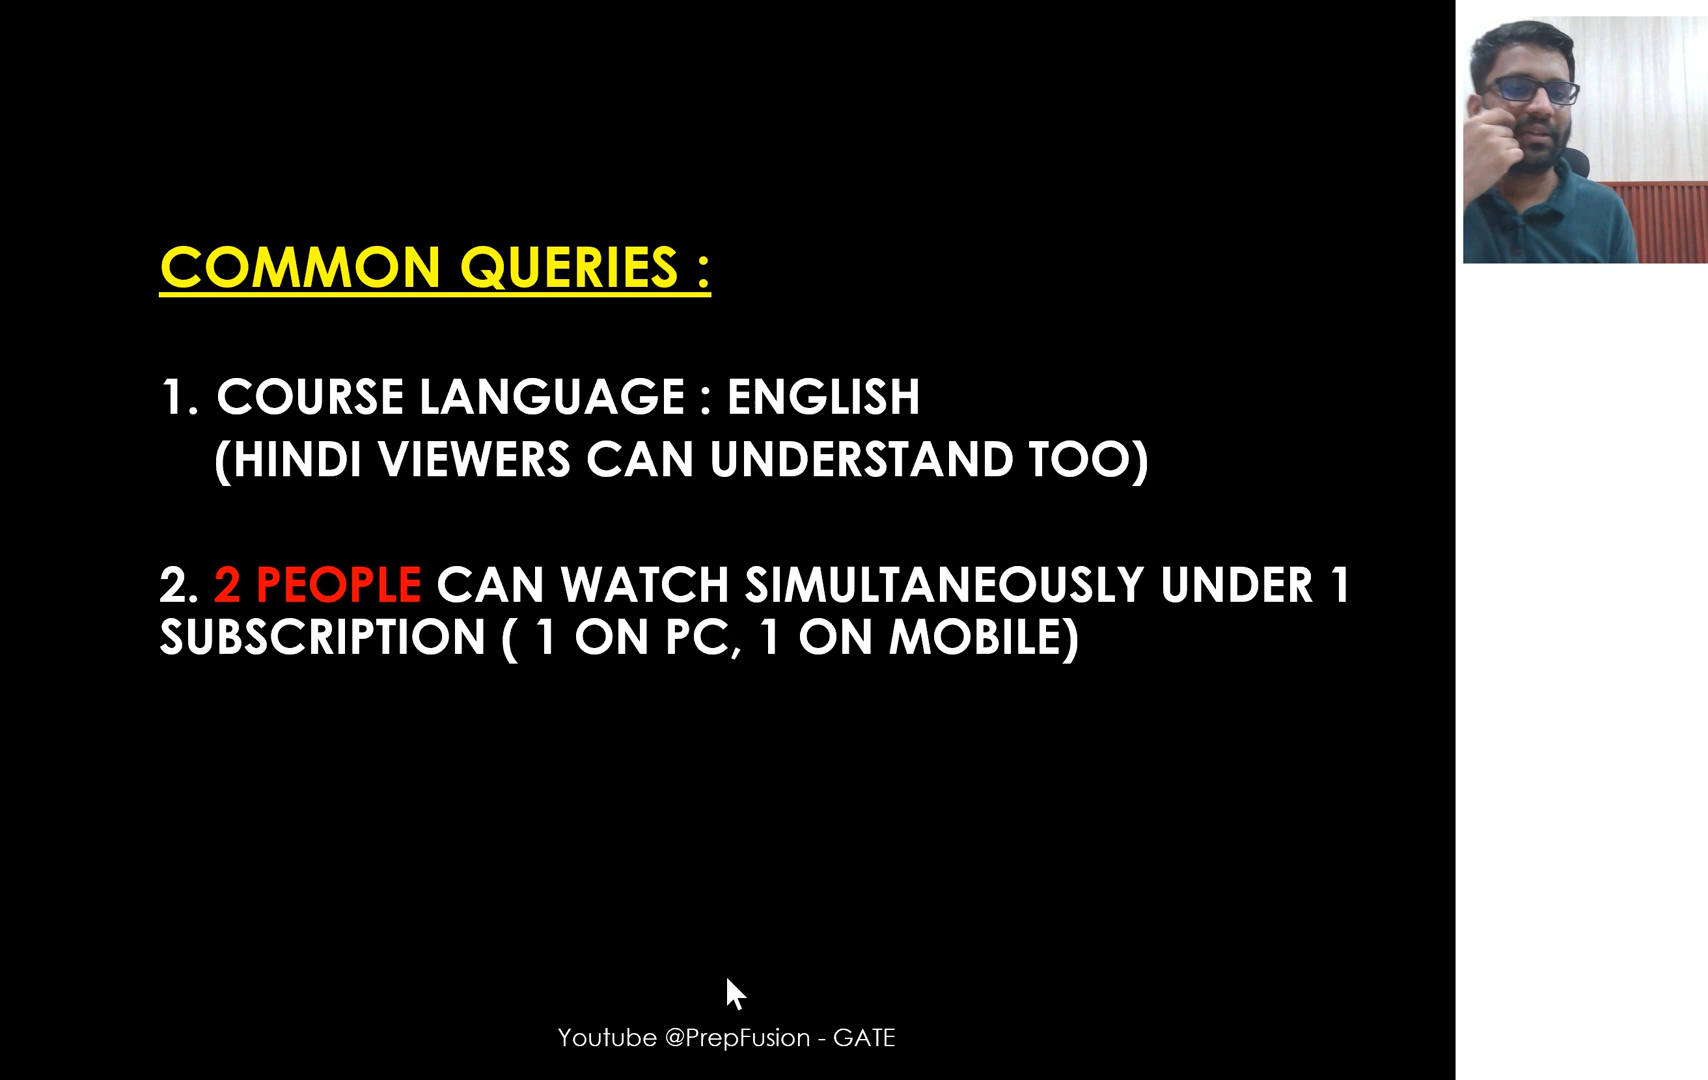 COMMON QUERIES :
1. COURSE LANGUAGE : ENGLISH
(HINDI VIEWERS CAN UNDERSTAND TOO)
2. 2 PEOPLE CAN WATCH SIMULTANEOUSLY UNDER 1
SUBSCRIPTION ( 1 ON PC, 1 ON MOBILE)
Youtube @PrepFusion - GATE